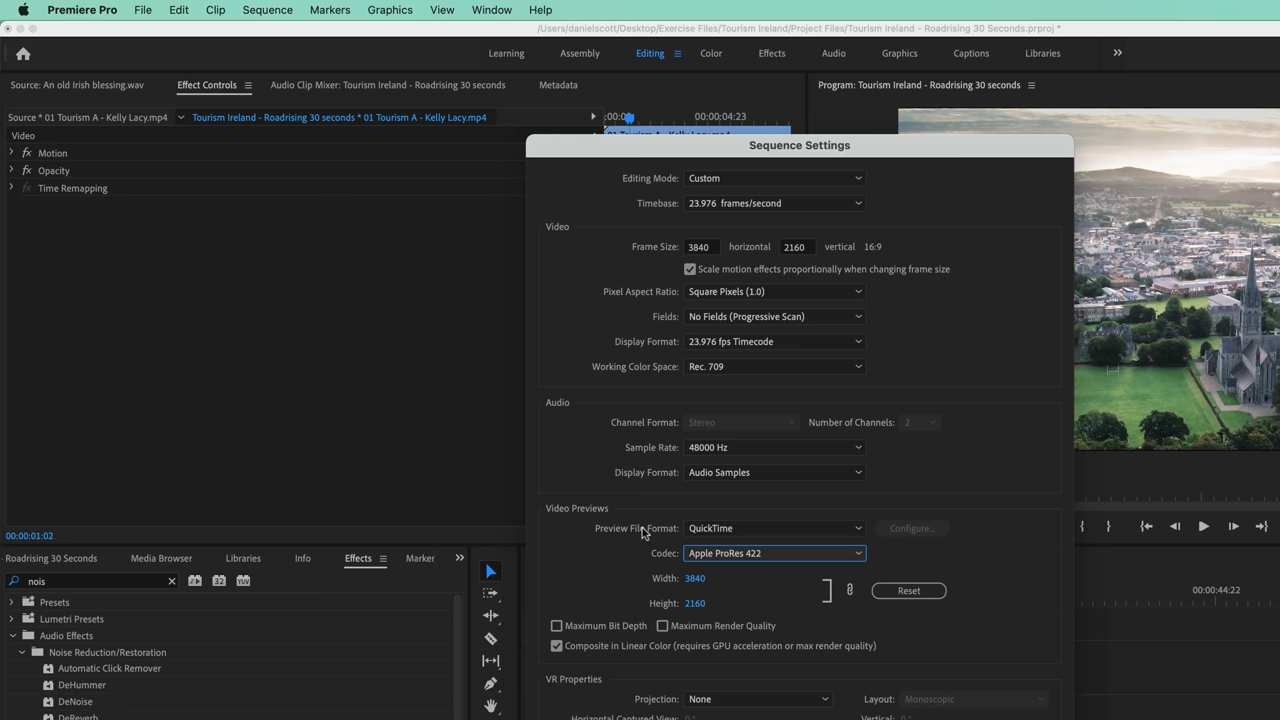 Premiere Pro File Edit Clip Sequence Markers Graphics View Window Help
/Users/danielscott/Desktop/Exercise Files/Tourism Ireland/Project Files/Tourism Ireland - Roadrising 30 Seconds.prproj *
Learning Assembly Editing Color Effects Audio Graphics Captions Libraries
Source: An old Irish blessing.wav Effect Controls Audio Clip Mixer: Tourism Ireland - Roadrising 30 seconds Metadata Program: Tourism Ireland - Roadrising 30 seconds
Source * 01 Tourism A - Kelly Lacy.mp4 Tourism Ireland - Roadrising 30 seconds * 01 Tourism A - Kelly Lacy.mp4 00:00:04:23
Video
fx Motion
fx Opacity
fx Time Remapping
Sequence Settings
Editing Mode: Custom
Timebase: 23.976 frames/second
Video
Frame Size: 3840 horizontal 2160 vertical 16:9
Scale motion effects proportionally when changing frame size
Pixel Aspect Ratio: Square Pixels (1.0)
Fields: No Fields (Progressive Scan)
Display Format: 23.976 fps Timecode
Working Color Space: Rec. 709
Audio
Channel Format: Stereo Number of Channels: 2
Sample Rate: 48000 Hz
Display Format: Audio Samples
Video Previews
Preview File Format: QuickTime Configure...
Codec: Apple ProRes 422
Width: 3840
Height: 2160
Reset
Maximum Bit Depth Maximum Render Quality
Composite in Linear Color (requires GPU acceleration or max render quality)
VR Properties
Projection: None Layout: Monoscopic
00:00:01:02
Roadrising 30 Seconds Media Browser Libraries Info Effects Marker
nois
Presets
Lumetri Presets
Audio Effects
Noise Reduction/Restoration
Automatic Click Remover
DeHummer
DeNoise
DeReverb
00:00:44:22